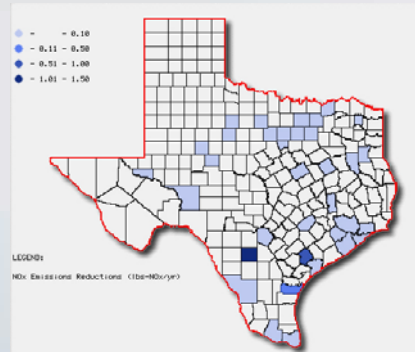 - - 0.10
- 0.11 - 0.50
- 0.51 - 1.00
- 1.01 - 1.50
LEGEND:
NOx Emissions Reductions (lbs-NOx/yr)